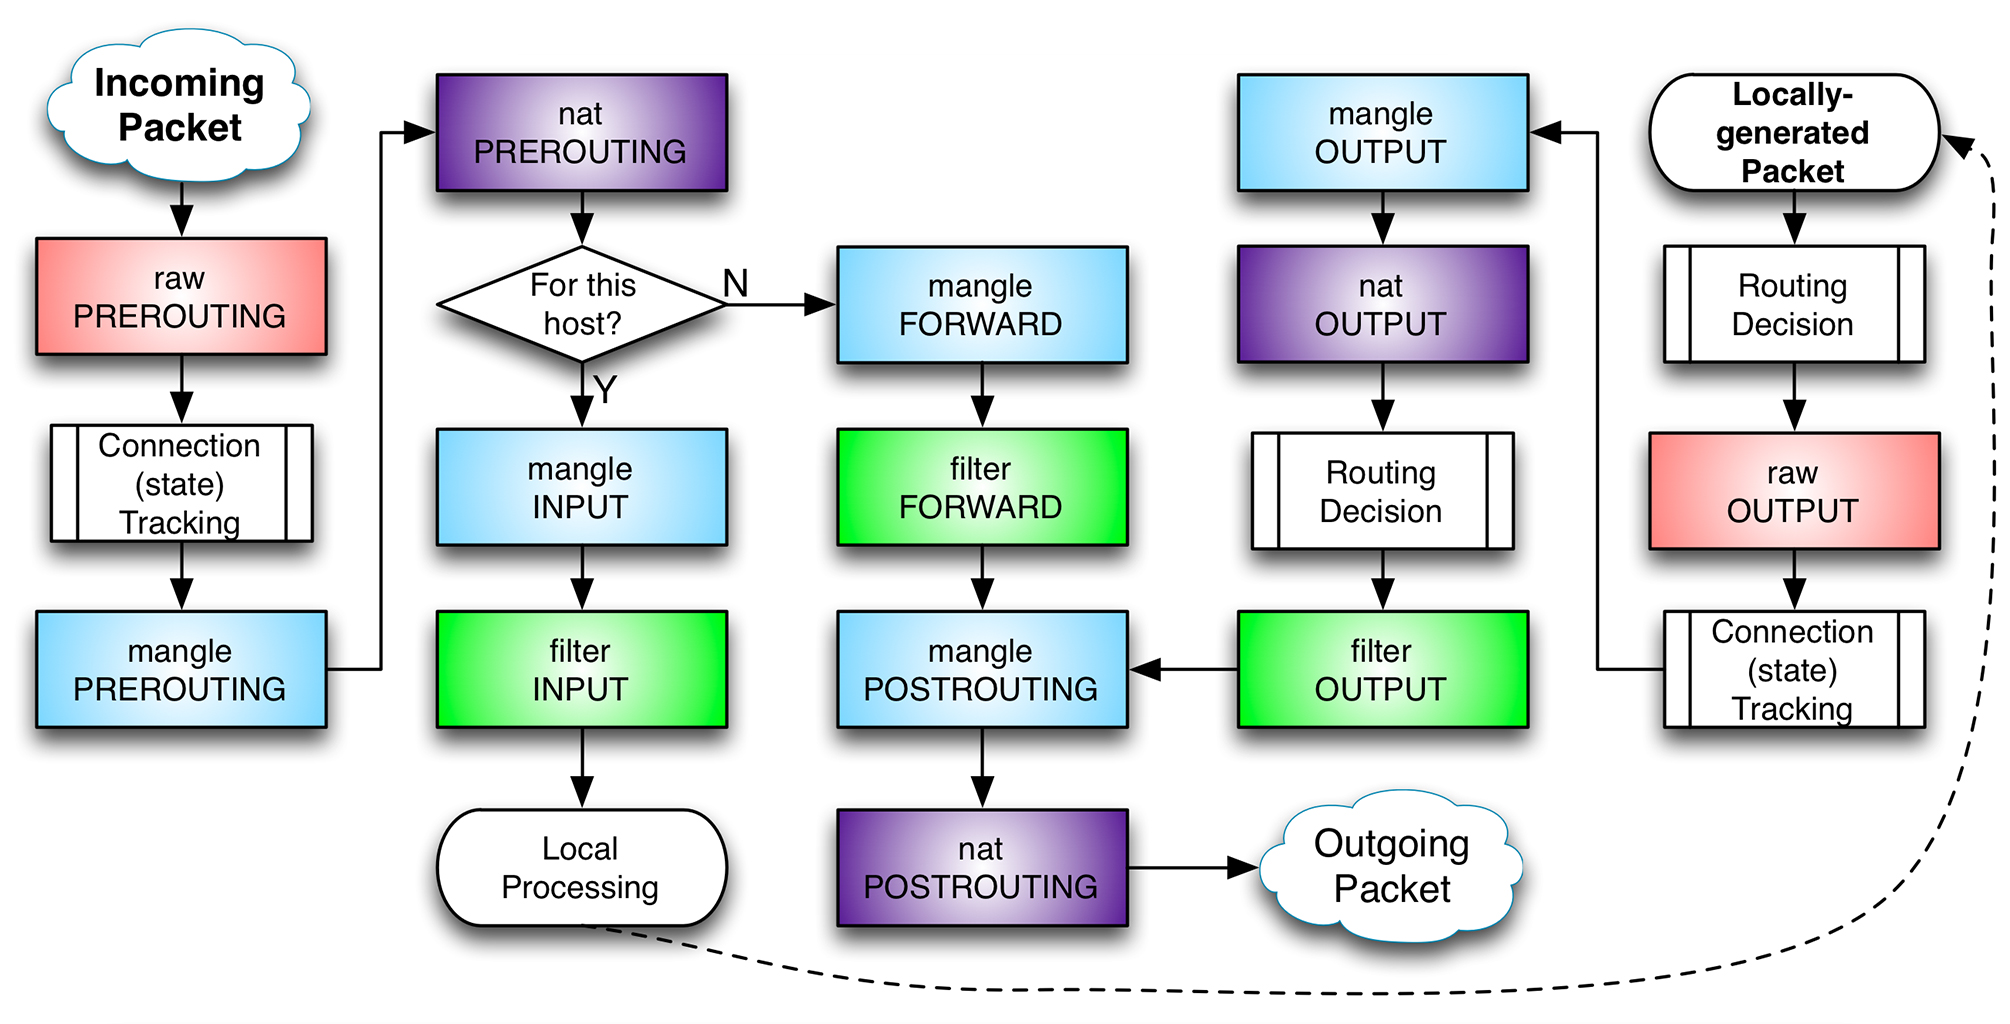 Incoming
Packet
raw
PREROUTING
Connection
(state)
Tracking
mangle
PREROUTING
nat
PREROUTING
For this
host?
N
Y
mangle
INPUT
filter
INPUT
Local
Processing
mangle
FORWARD
filter
FORWARD
mangle
POSTROUTING
nat
POSTROUTING
mangle
OUTPUT
nat
OUTPUT
Routing
Decision
filter
OUTPUT
Outgoing
Packet
Locally-
generated
Packet
Routing
Decision
raw
OUTPUT
Connection
(state)
Tracking